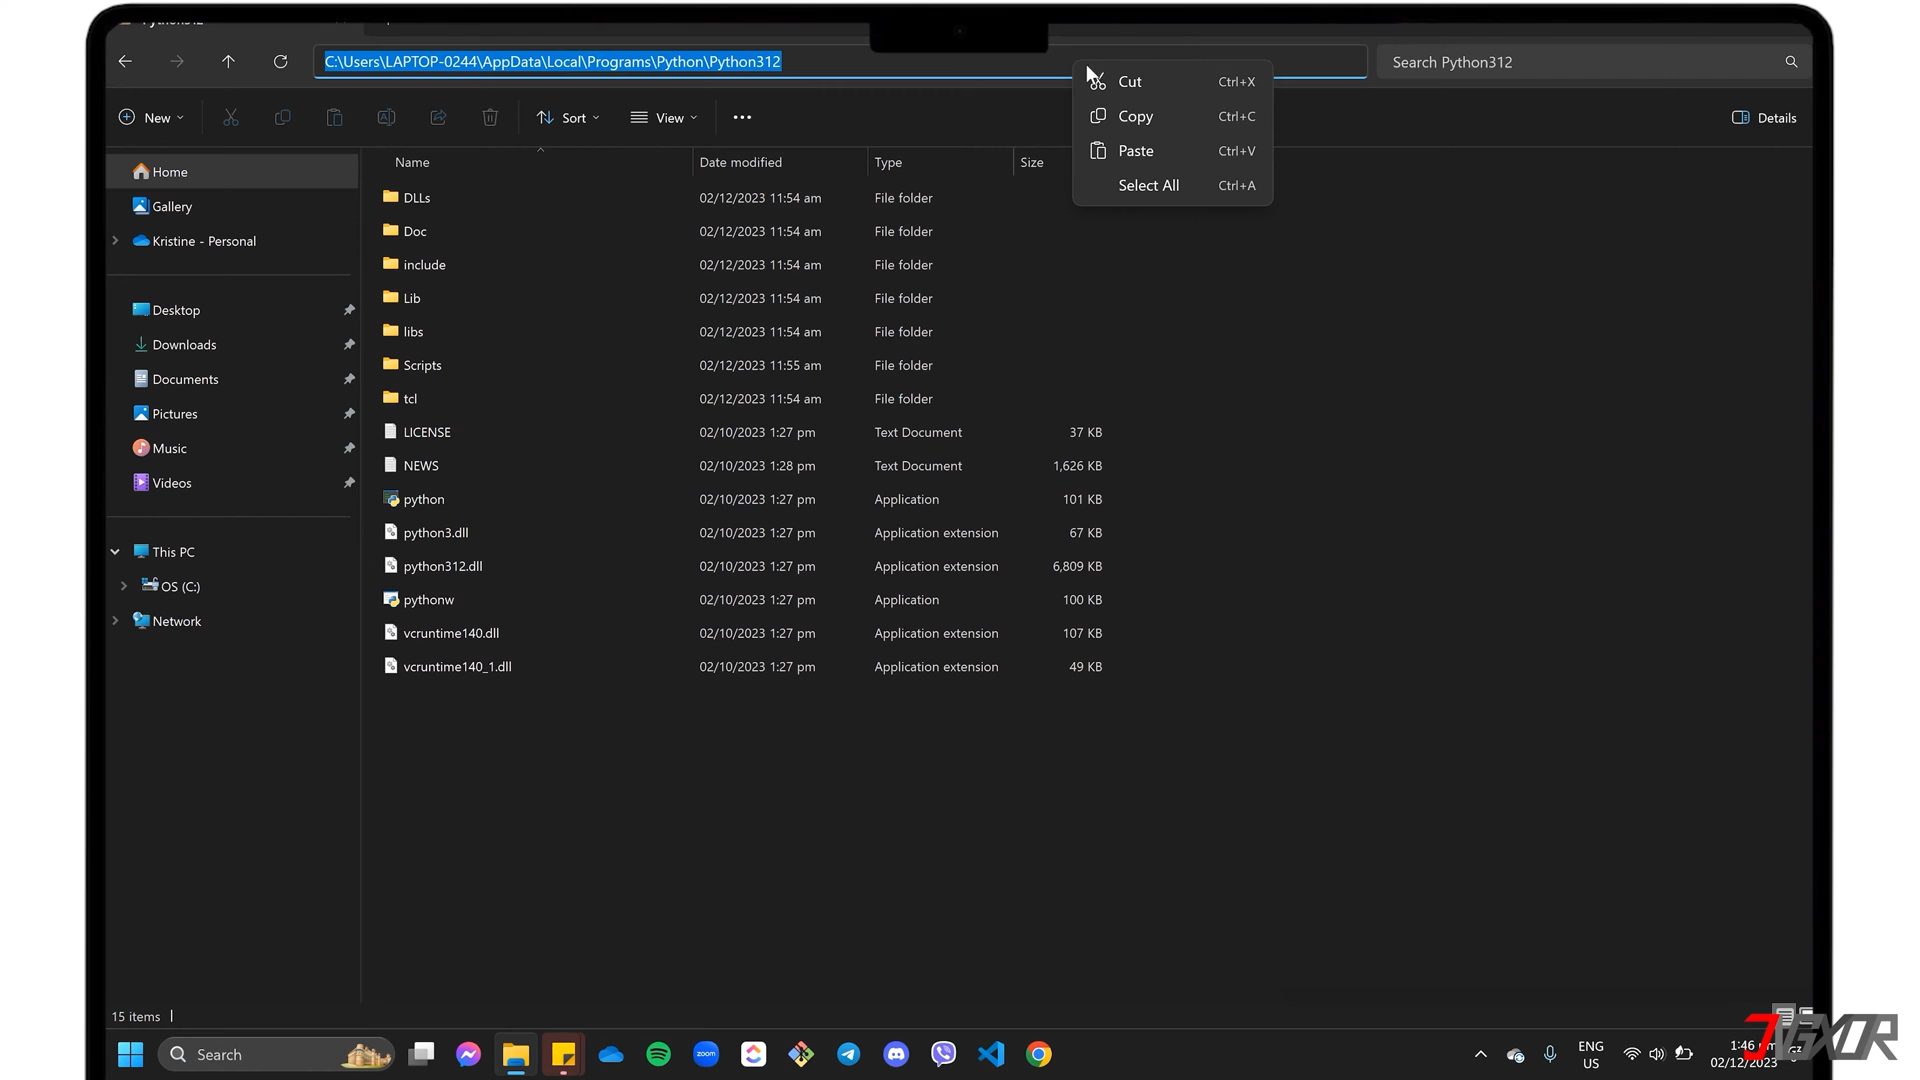 C:\Users\LAPTOP-0244\AppData\Local\Programs\Python\Python312
Search Python312
Cut Ctrl+X
Copy Ctrl+C
Paste Ctrl+V
Select All Ctrl+A
New
Sort
View
Details
Name Date modified Type Size
Home
Gallery
Kristine - Personal
Desktop
Downloads
Documents
Pictures
Music
Videos
This PC
OS (C:)
Network
DLLs 02/12/2023 11:54 am File folder
Doc 02/12/2023 11:54 am File folder
include 02/12/2023 11:54 am File folder
Lib 02/12/2023 11:54 am File folder
libs 02/12/2023 11:54 am File folder
Scripts 02/12/2023 11:55 am File folder
tcl 02/12/2023 11:54 am File folder
LICENSE 02/10/2023 1:27 pm Text Document 37 KB
NEWS 02/10/2023 1:28 pm Text Document 1,626 KB
python 02/10/2023 1:27 pm Application 101 KB
python3.dll 02/10/2023 1:27 pm Application extension 67 KB
python312.dll 02/10/2023 1:27 pm Application extension 6,809 KB
pythonw 02/10/2023 1:27 pm Application 100 KB
vcruntime140.dll 02/10/2023 1:27 pm Application extension 107 KB
vcruntime140_1.dll 02/10/2023 1:27 pm Application extension 49 KB
15 items
Search
zoom
ENG
US
1:46 pm
02/12/2023
JVGXOR